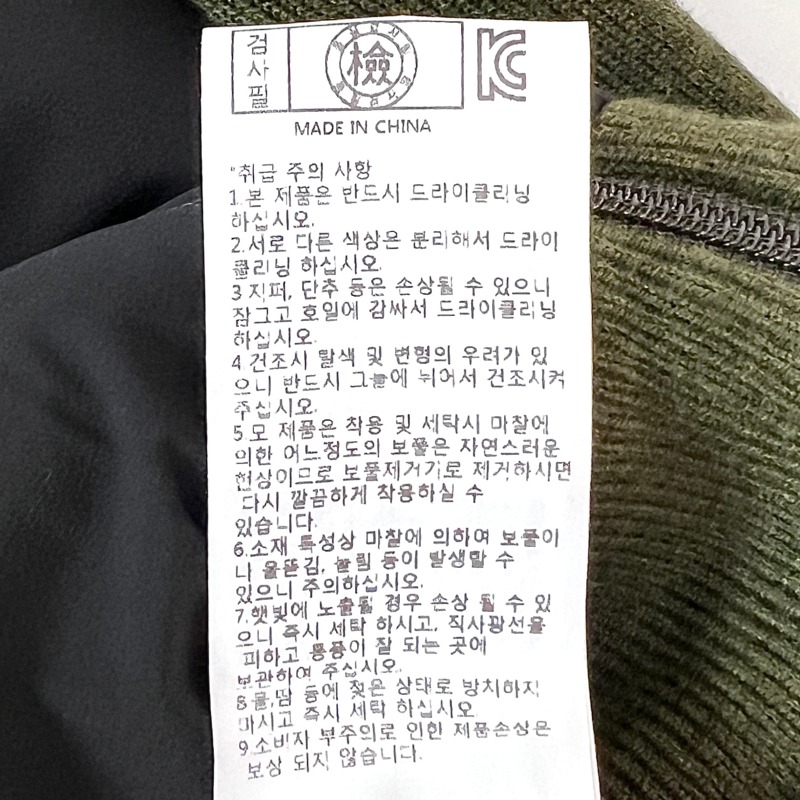 검사필
檢
KC
MADE IN CHINA
*취급 주의 사항
1.본 제품은 반드시 드라이클리닝
하십시오.
2.서로 다른 색상은 분리해서 드라이
클리닝 하십시오.
3 지퍼, 단추 등은 손상될 수 있으니
잠그고 호일에 감싸서 드라이클리닝
하십시오.
4 건조시 탈색 및 변형의 우려가 있
으니 반드시 그늘에 뉘어서 건조시켜
주십시오.
5.모 제품은 착용 및 세탁시 마찰에
의한 어느정도의 보풀은 자연스러운
현상이므로 보풀제거기로 제거하시면
다시 깔끔하게 착용하실 수
있습니다.
6.소재 특성상 마찰에 의하여 보풀이
나 올뜯김, 눌림 등이 발생할 수
있으니 주의하십시오.
7.햇빛에 노출될 경우 손상 될 수 있
으니 즉시 세탁 하시고, 직사광선을
피하고 통풍이 잘 되는 곳에
보관하여 주십시오.
8 물,땀 등에 젖은 상태로 방치하지
마시고 즉시 세탁 하십시오
9.소비자 부주의로 인한 제품손상은
보상 되지 않습니다.